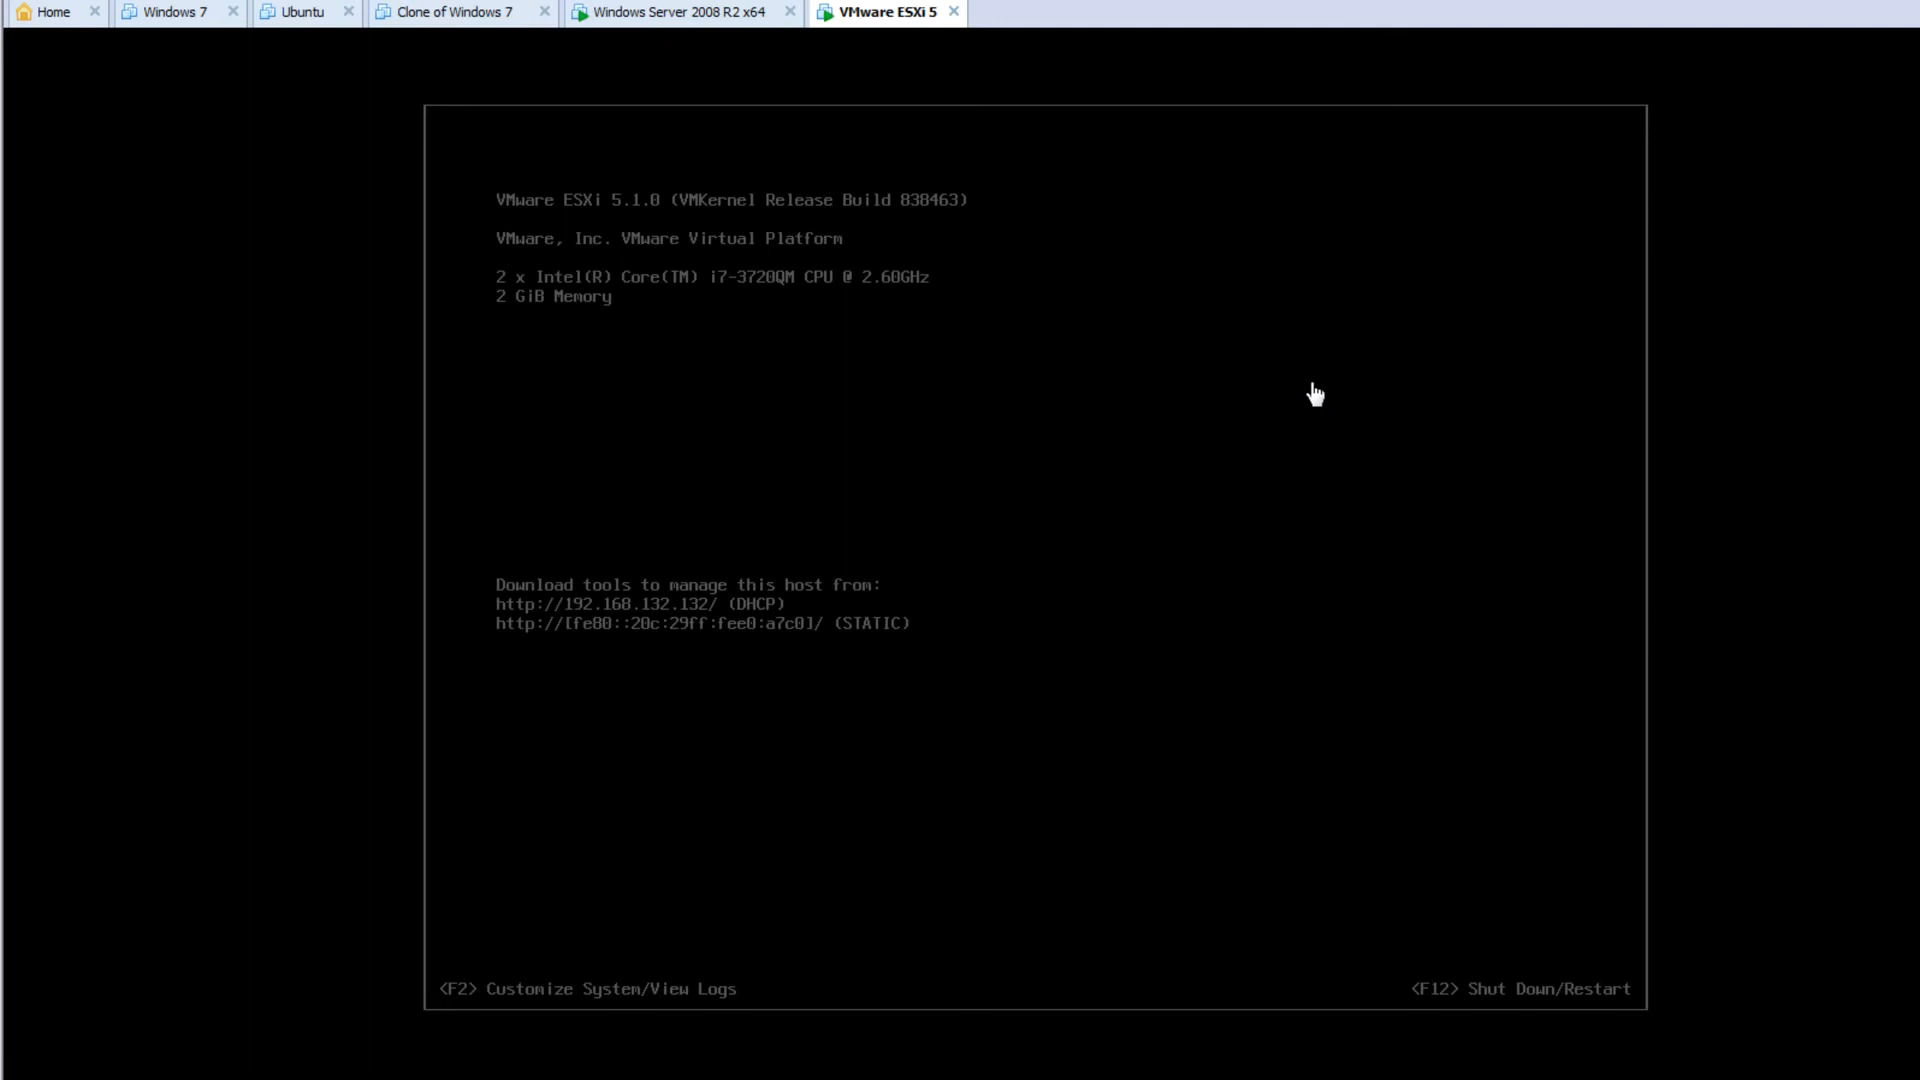 Home Windows 7 Ubuntu Clone of Windows 7 Windows Server 2008 R2 x64 VMware ESXi 5
VMware ESXi 5.1.0 (VMKernel Release Build 838463)
VMware, Inc. VMware Virtual Platform
2 x Intel(R) Core(TM) i7-3720QM CPU @ 2.60GHz
2 GiB Memory
Download tools to manage this host from:
http://192.168.132.132/ (DHCP)
http://[fe80::20c:29ff:fee0:a7c0]/ (STATIC)
<F2> Customize System/View Logs <F12> Shut Down/Restart